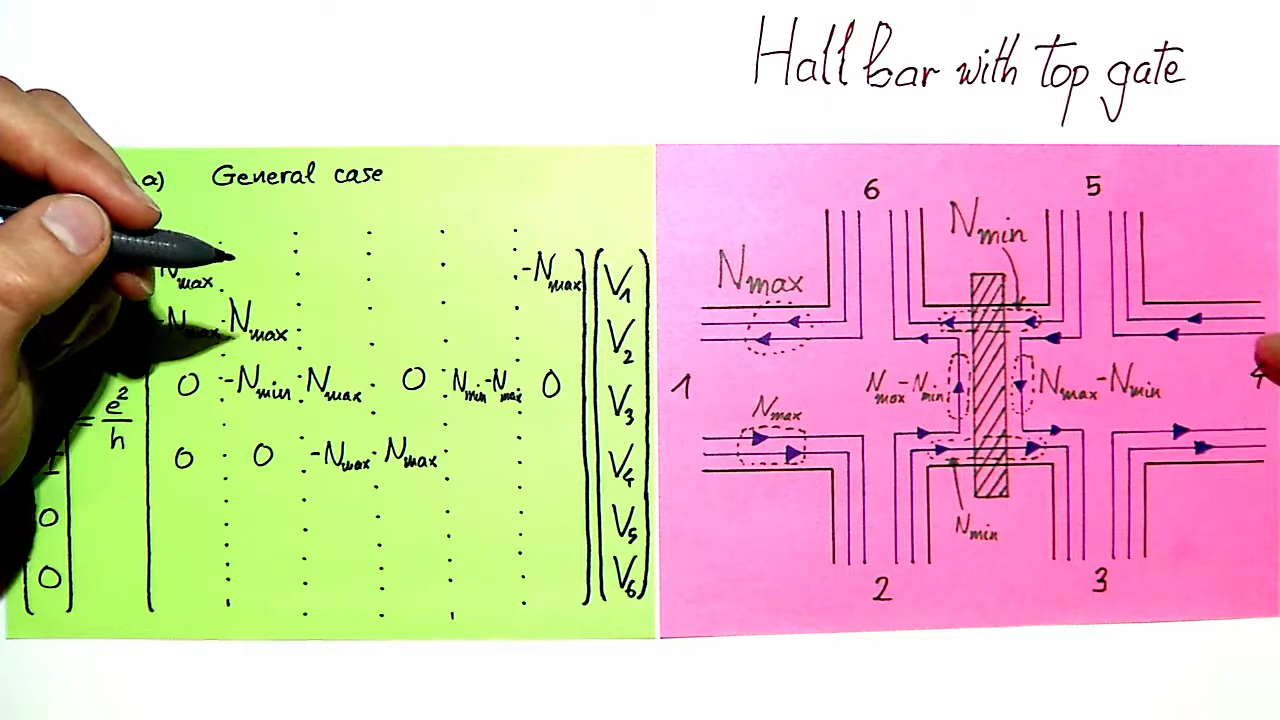 Hall bar with top gate
a) General case
Nmax -Nmax V1
Nmax V2
= e²/h 0 -Nmin Nmax 0 Nmin-Nmax 0 V3
0 0 -Nmax Nmax V4
0 V5
0 V6
6 5
Nmin
Nmax
1
Nmax-Nmin Nmax-Nmin
Nmax
Nmin
2 3